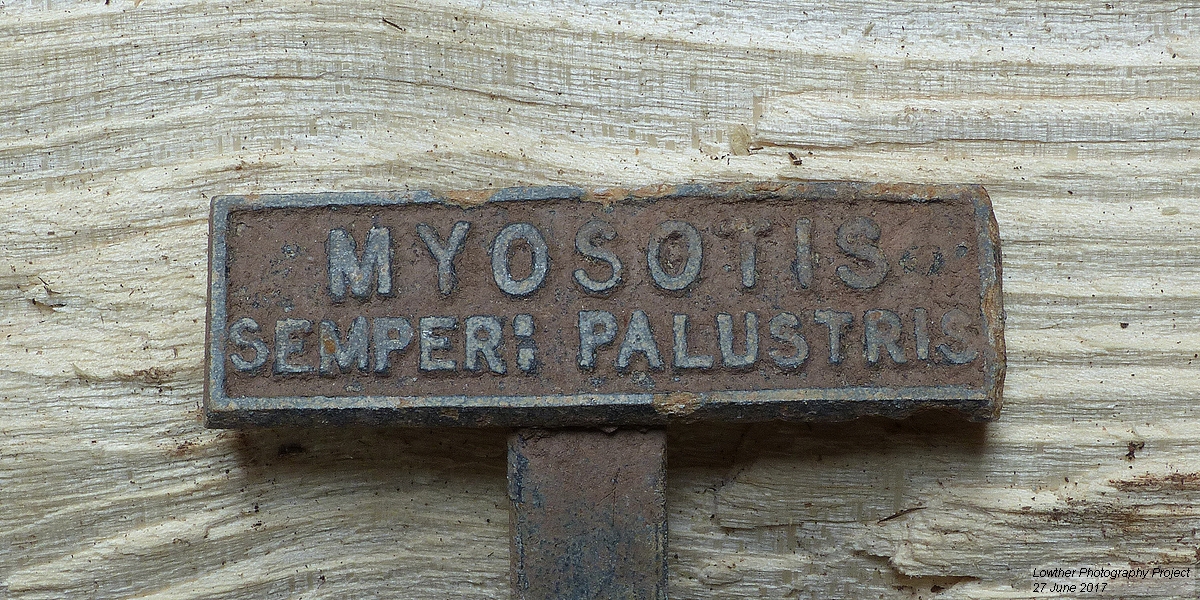 MYOSOTIS
SEMPER: PALUSTRIS
Lowther Photography Project
27 June 2017